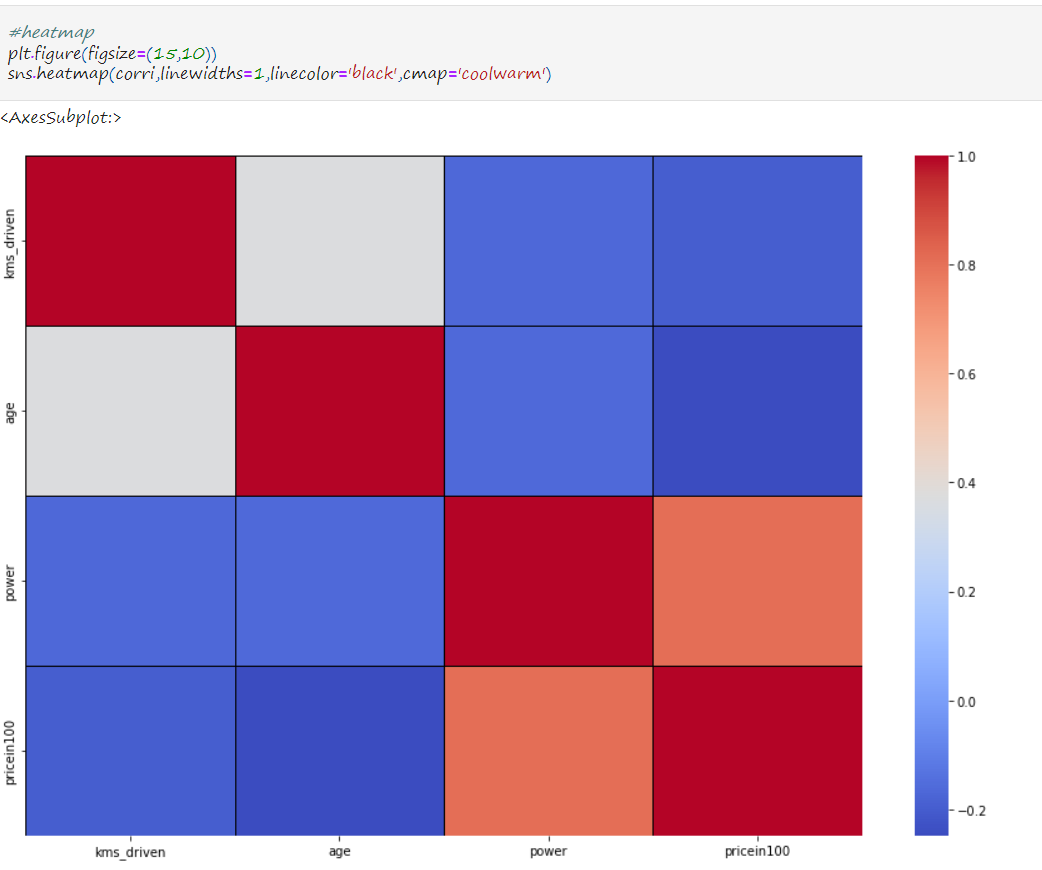 #heatmap
plt.figure(figsize=(15,10))
sns.heatmap(corri,linewidths=1,linecolor='black',cmap='coolwarm')
<AxesSubplot:>
kms_driven
age
power
pricein100
kms_driven age power pricein100
1.0
0.8
0.6
0.4
0.2
0.0
−0.2